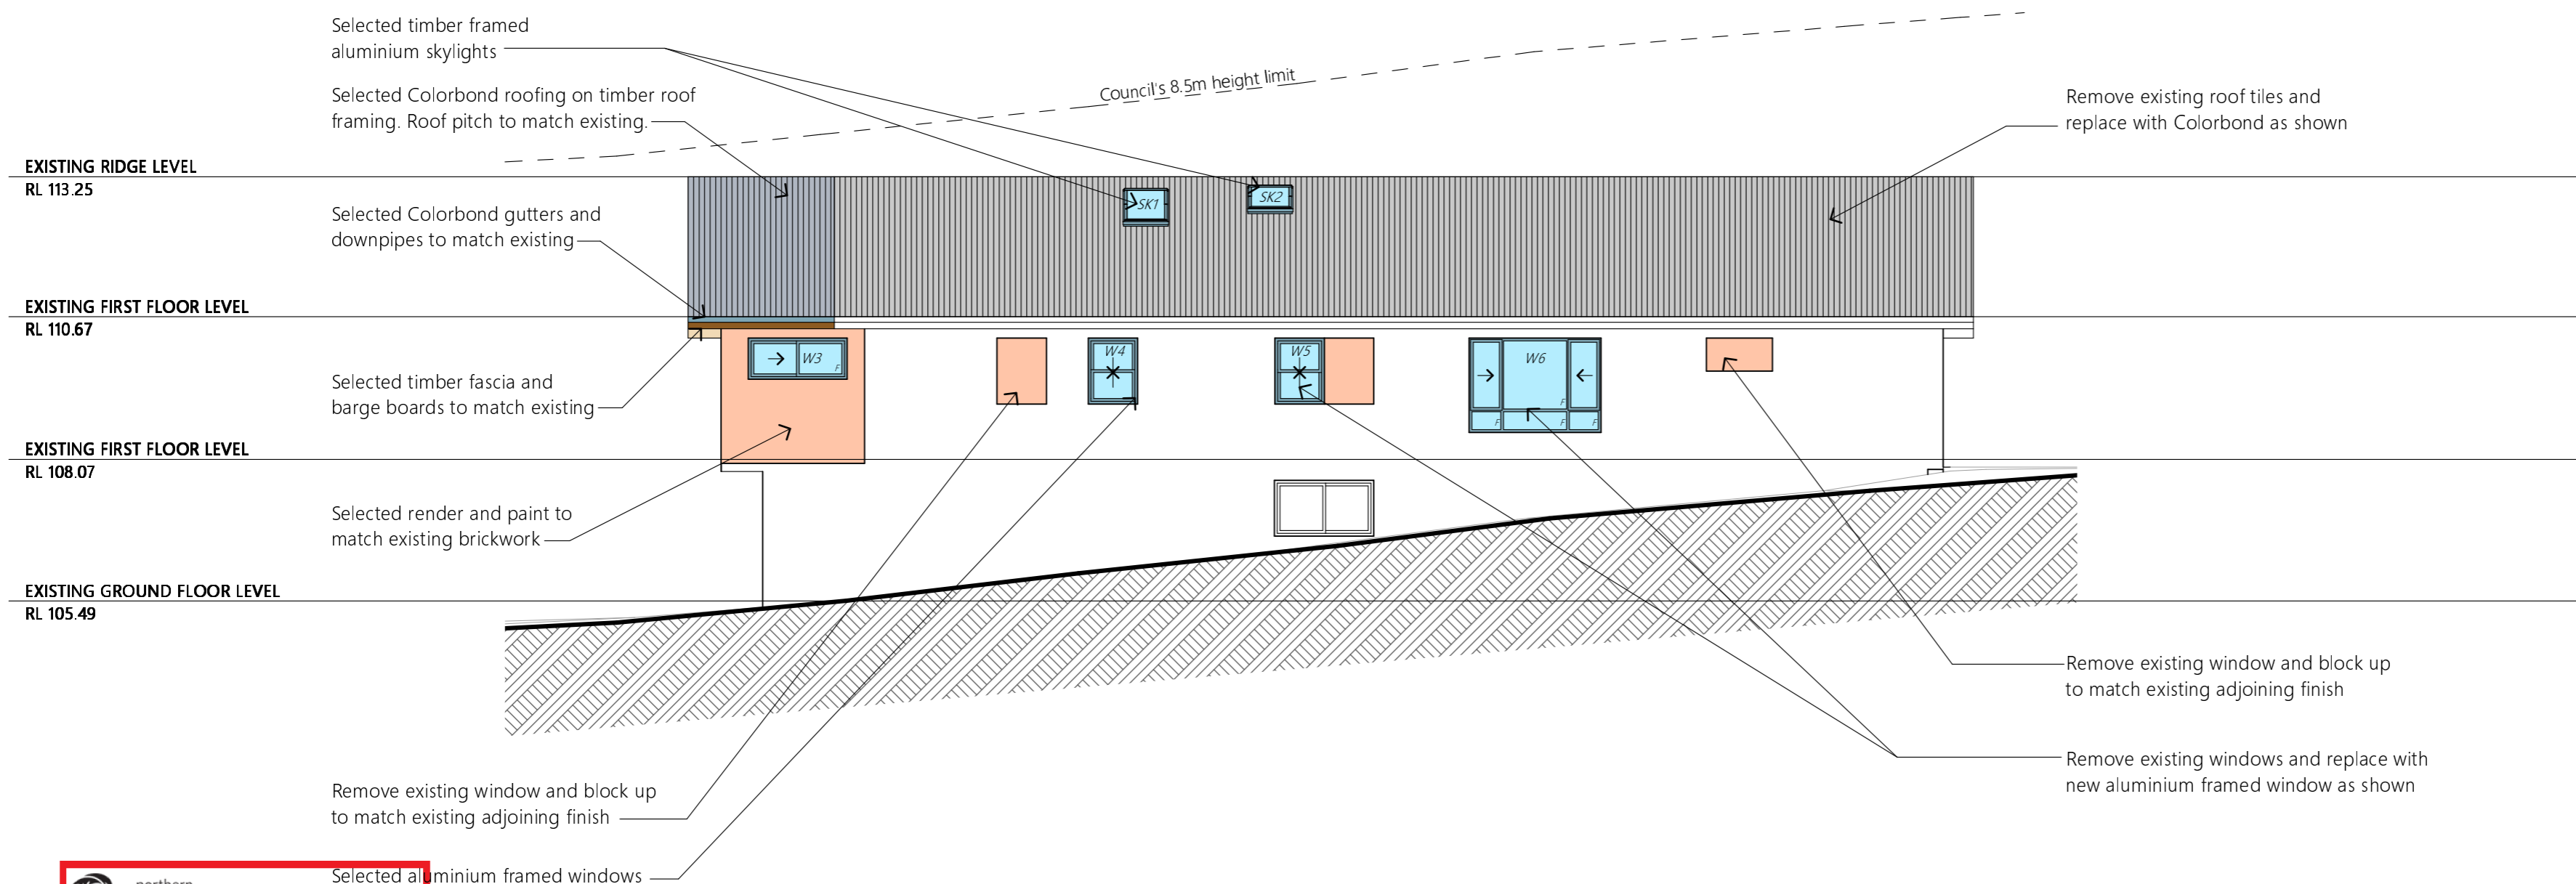 Selected timber framed
aluminium skylights
Council's 8.5m height limit
Selected Colorbond roofing on timber roof
framing. Roof pitch to match existing.
Remove existing roof tiles and
replace with Colorbond as shown
EXISTING RIDGE LEVEL
RL 113.25
SK1
SK2
Selected Colorbond gutters and
downpipes to match existing
EXISTING FIRST FLOOR LEVEL
RL 110.67
W3
F
W4
W5
W6
F
F
F
F
Selected timber fascia and
barge boards to match existing
EXISTING FIRST FLOOR LEVEL
RL 108.07
Selected render and paint to
match existing brickwork
EXISTING GROUND FLOOR LEVEL
RL 105.49
Remove existing window and block up
to match existing adjoining finish
Remove existing windows and replace with
new aluminium framed window as shown
Remove existing window and block up
to match existing adjoining finish
Selected aluminium framed windows
northern